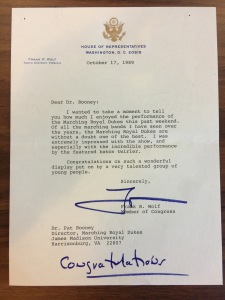 HOUSE OF REPRESENTATIVES
WASHINGTON, D. C. 20515
FRANK R. WOLF
October 17, 1989
Dear Dr. Rooney:
I wanted to take a moment to tell
you how much I enjoyed the performance of
the Marching Royal Dukes this past weekend.
Of all the marching bands I have seen over
the years, the Marching Royal Dukes are
without a doubt one of the best. I was
extremely impressed with the show, and
especially with the incredible performance
by the featured baton twirler.
Congratulations on such a wonderful
display put on by a very talented group of
young people.
Sincerely,
Frank R. Wolf
Member of Congress
Dr. Pat Rooney
Director, Marching Royal Dukes
James Madison University
Harrisonburg, VA 22807
Congratulations